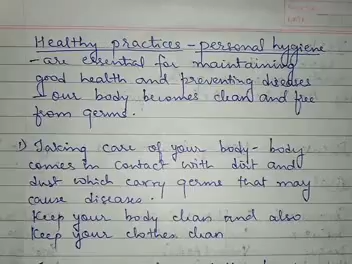 Healthy practices - personal hygiene
- are essential for maintaining
good health and preventing diseases
- our body becomes clean and free
from germs.
1) Taking care of your body - body
comes in contact with dirt and
dust which carry germs that may
cause diseases.
Keep your body clean and also
Keep your clothes clean